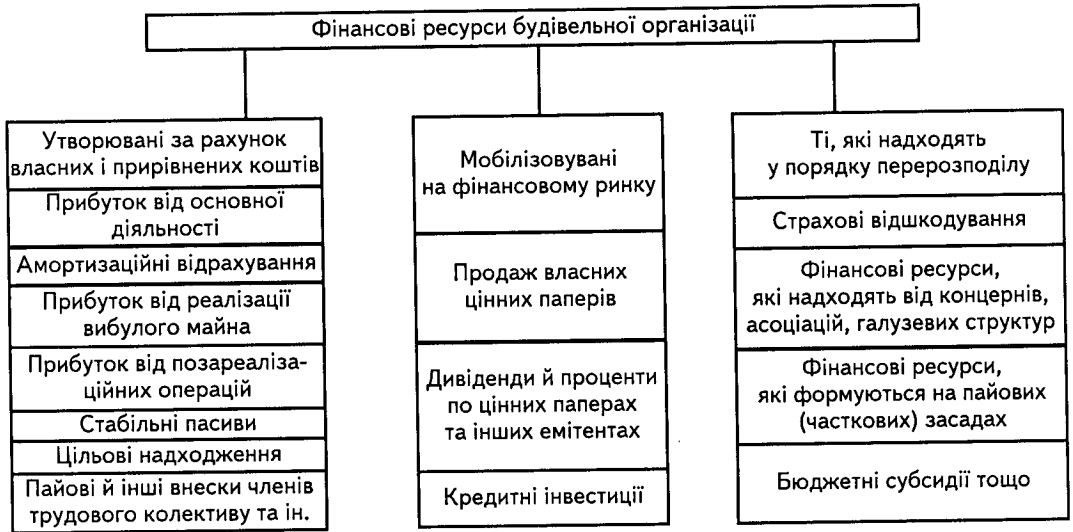 Фінансові ресурси будівельної організації
Утворювані за рахунок
власних і прирівнених коштів
Прибуток від основної
діяльності
Амортизаційні відрахування
Прибуток від реалізації
вибулого майна
Прибуток від позареаліза-
ційних операцій
Стабільні пасиви
Цільові надходження
Пайові й інші внески членів
трудового колективу та ін.
Мобілізовувані
на фінансовому ринку
Продаж власних
цінних паперів
Дивіденди й проценти
по цінних паперах
та інших емітентах
Кредитні інвестиції
Ті, які надходять
у порядку перерозподілу
Страхові відшкодування
Фінансові ресурси,
які надходять від концернів,
асоціацій, галузевих структур
Фінансові ресурси,
які формуються на пайових
(часткових) засадах
Бюджетні субсидії тощо